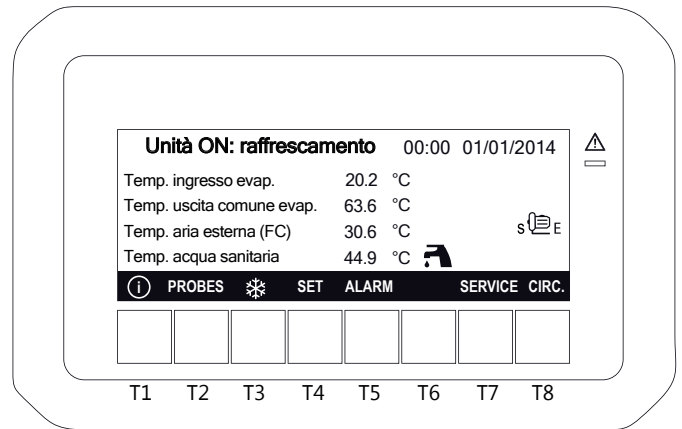 Unità ON: raffrescamento 00:00 01/01/2014
Temp. ingresso evap. 20.2 °C
Temp. uscita comune evap. 63.6 °C
Temp. aria esterna (FC) 30.6 °C S E
Temp. acqua sanitaria 44.9 °C
i PROBES SET ALARM SERVICE CIRC.
T1 T2 T3 T4 T5 T6 T7 T8